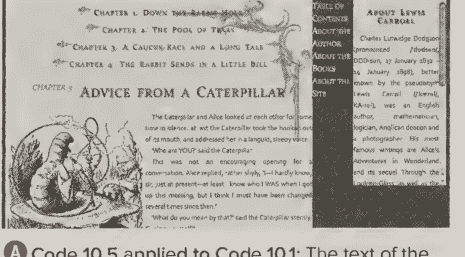 CHAPTER 1. DOWN THE RABBIT HOLE
CHAPTER 2. THE POOL OF TEARS
CHAPTER 3. A CAUCUS-RACE AND A LONG TALE
CHAPTER 4. THE RABBIT SENDS IN A LITTLE BILL
CHAPTER 5 ADVICE FROM A CATERPILLAR
The Caterpillar and Alice looked at each other for some
time in silence. at last the Caterpillar took the hookah out
of its mouth, and addressed her in a languid, sleepy voice
"Who are YOU?" said the Caterpillar
This was not an encouraging opening for a
conversation. Alice replied, rather shyly, "I—I hardly know,
sir, just at present—at least I know who I WAS when I got
up this morning, but I think I must have been changed
several times since then."
"What do you mean by that?" said the Caterpillar sternly
TABLE OF
CONTENTS
ABOUT THE
AUTHOR
ABOUT THE
BOOKS
ABOUT THE
SITE
ABOUT LEWIS
CARROLL
Charles Lutwidge Dodgson
(pronounced
DOD-sən, 27 January 1832
14 January 1898), better
known by the pseudonym
Lewis Carroll
was an English
author, mathematician,
logician, Anglican deacon and
a photographer His most
famous writings are Alice's
Adventures in Wonderland
and its sequel Through the
Looking-Glass as well as the
A Code 10.5 applied to Code 10.1: The text of the